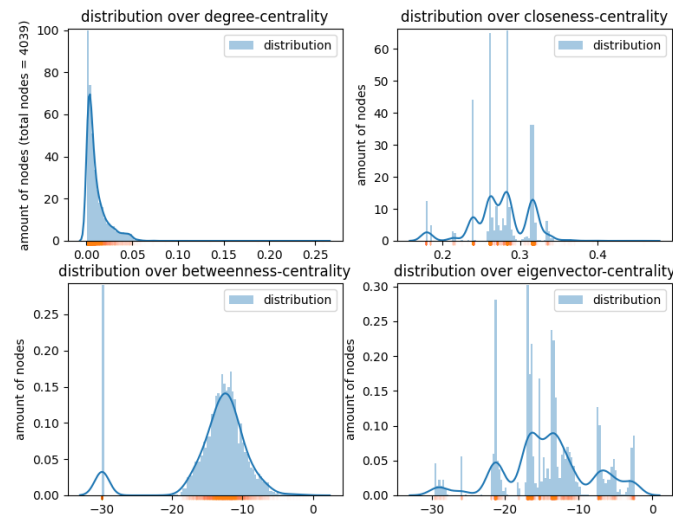 distribution over degree-centrality
amount of nodes (total nodes = 4039)
100
80
60
40
20
0
distribution
0.00 0.05 0.10 0.15 0.20 0.25
distribution over closeness-centrality
amount of nodes
60
50
40
30
20
10
0
distribution
0.2 0.3 0.4
distribution over betweenness-centrality
amount of nodes
0.25
0.20
0.15
0.10
0.05
0.00
distribution
−30 −20 −10 0
distribution over eigenvector-centrality
amount of nodes
0.30
0.25
0.20
0.15
0.10
0.05
0.00
distribution
−30 −20 −10 0